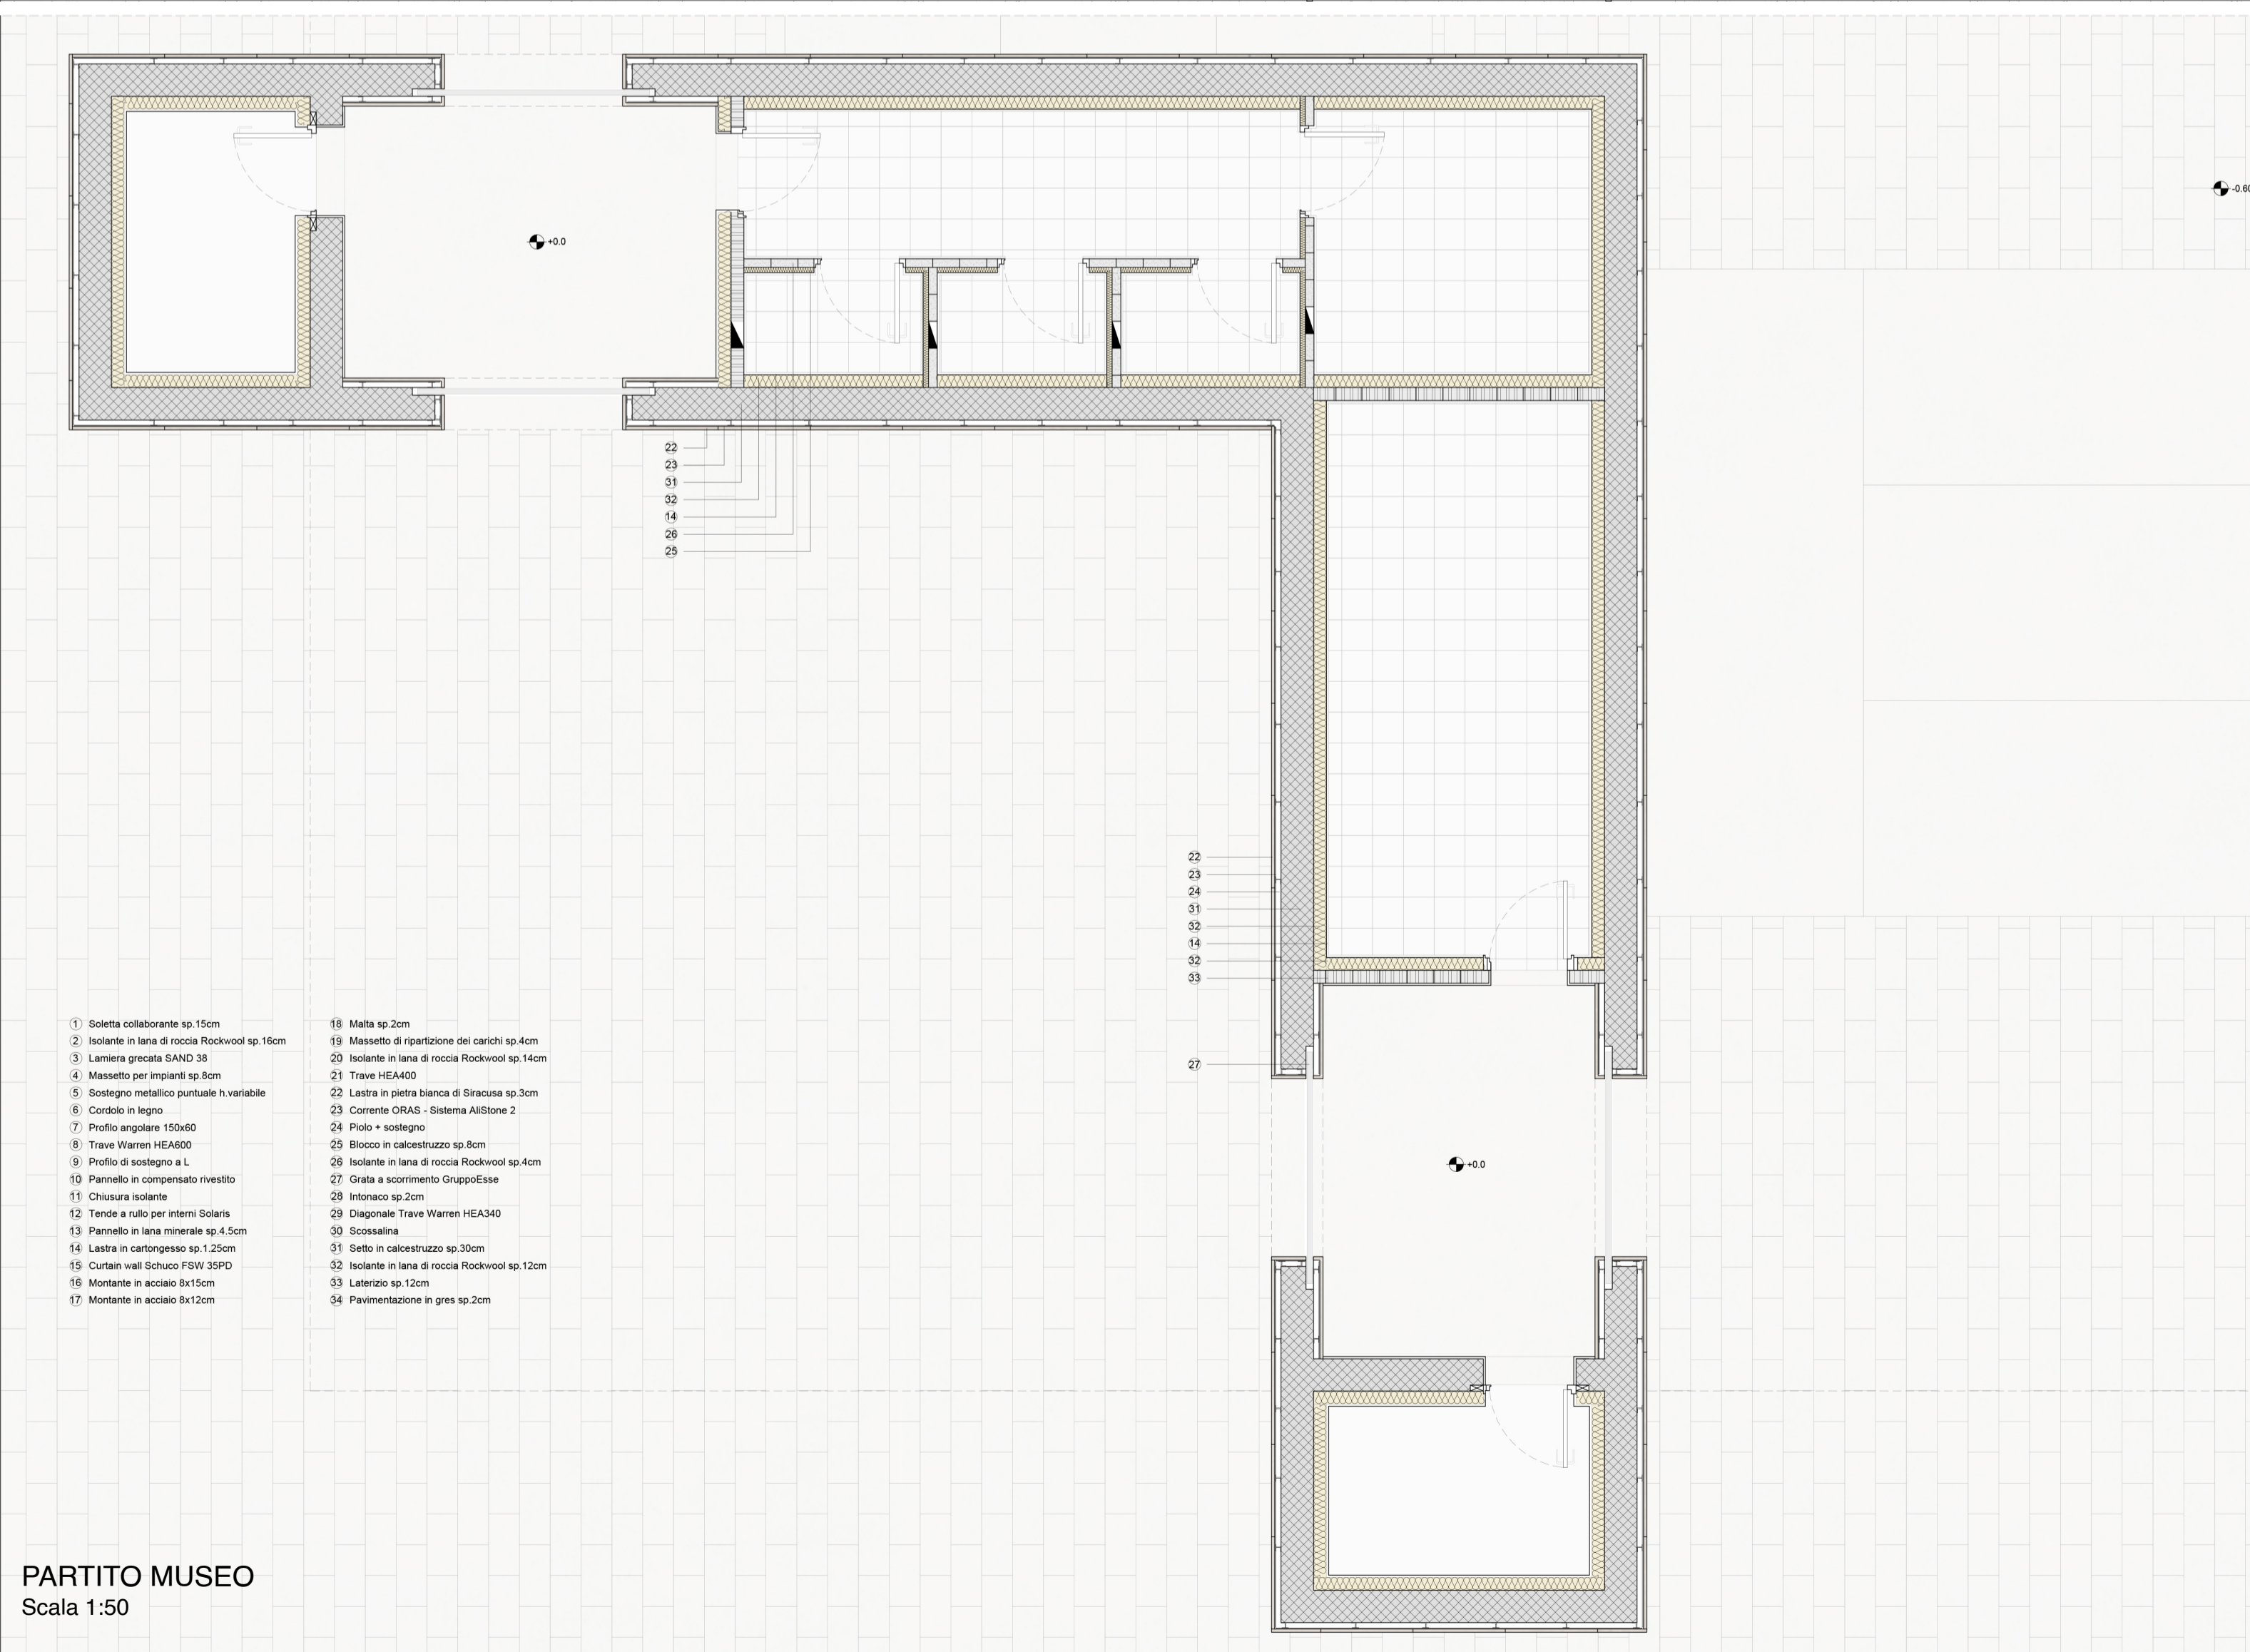 -0.60
+0.0
22
23
31
32
14
26
25
22
23
24
31
32
14
32
33
27
+0.0
1 Soletta collaborante sp.15cm
2 Isolante in lana di roccia Rockwool sp.16cm
3 Lamiera grecata SAND 38
4 Massetto per impianti sp.8cm
5 Sostegno metallico puntuale h.variabile
6 Cordolo in legno
7 Profilo angolare 150x60
8 Trave Warren HEA600
9 Profilo di sostegno a L
10 Pannello in compensato rivestito
11 Chiusura isolante
12 Tende a rullo per interni Solaris
13 Pannello in lana minerale sp.4.5cm
14 Lastra in cartongesso sp.1.25cm
15 Curtain wall Schuco FSW 35PD
16 Montante in acciaio 8x15cm
17 Montante in acciaio 8x12cm
18 Malta sp.2cm
19 Massetto di ripartizione dei carichi sp.4cm
20 Isolante in lana di roccia Rockwool sp.14cm
21 Trave HEA400
22 Lastra in pietra bianca di Siracusa sp.3cm
23 Corrente ORAS - Sistema AliStone 2
24 Piolo + sostegno
25 Blocco in calcestruzzo sp.8cm
26 Isolante in lana di roccia Rockwool sp.4cm
27 Grata a scorrimento GruppoEsse
28 Intonaco sp.2cm
29 Diagonale Trave Warren HEA340
30 Scossalina
31 Setto in calcestruzzo sp.30cm
32 Isolante in lana di roccia Rockwool sp.12cm
33 Laterizio sp.12cm
34 Pavimentazione in gres sp.2cm
PARTITO MUSEO
Scala 1:50